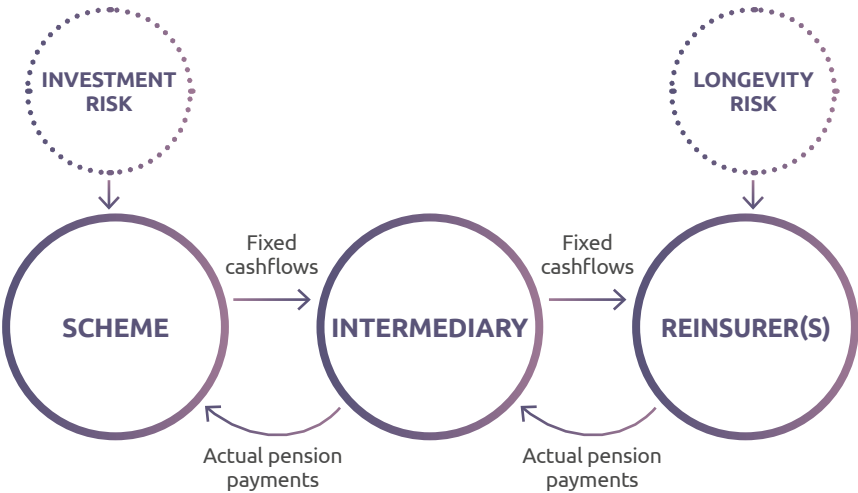 INVESTMENT
RISK
LONGEVITY
RISK
Fixed
cashflows
Fixed
cashflows
SCHEME
INTERMEDIARY
REINSURER(S)
Actual pension
payments
Actual pension
payments